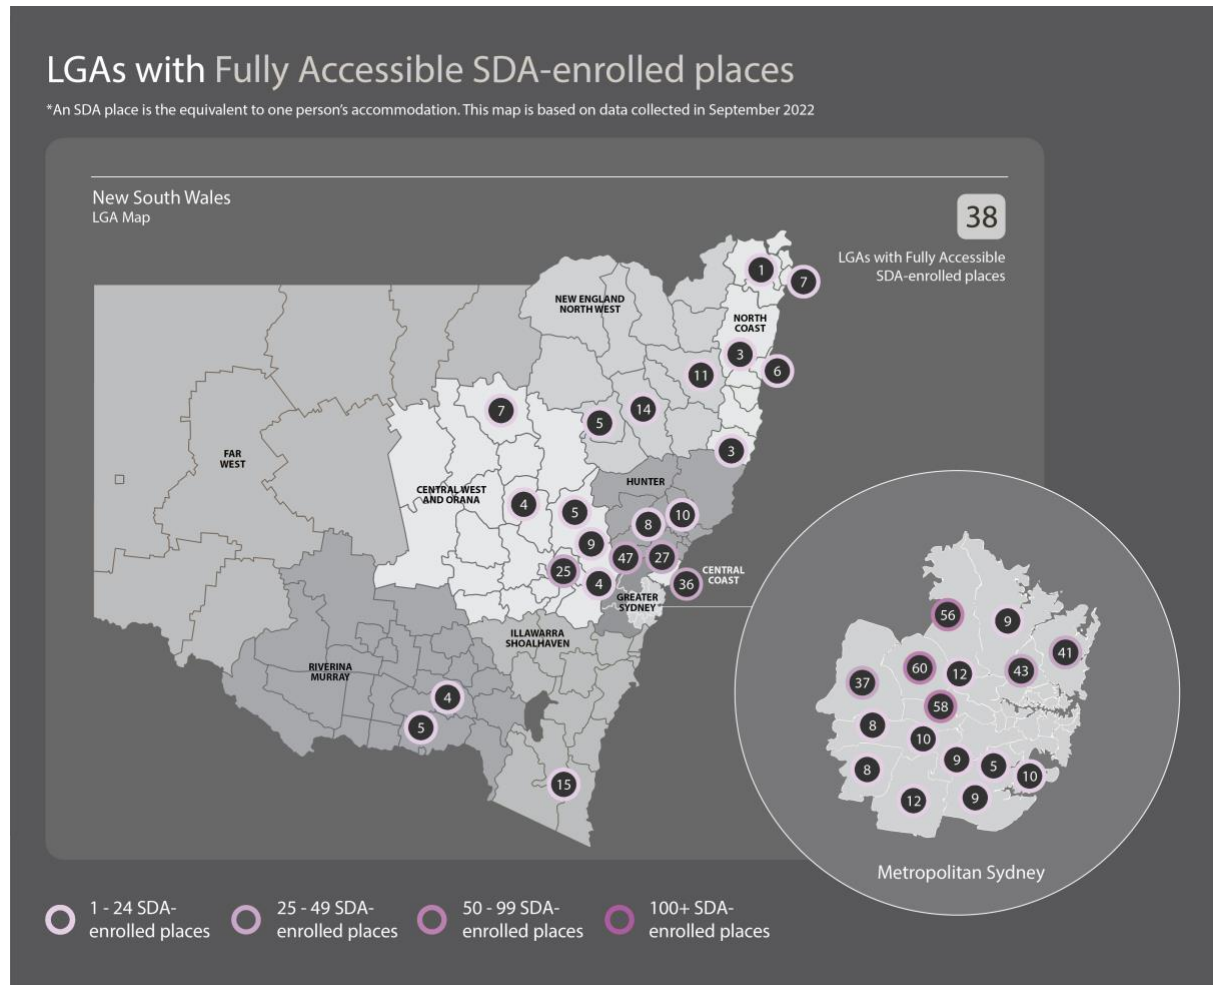 LGAs with Fully Accessible SDA-enrolled places
*An SDA place is the equivalent to one person's accommodation. This map is based on data collected in September 2022
New South Wales
LGA Map
38
LGAs with Fully Accessible
SDA-enrolled places
1
7
NEW ENGLAND
NORTH WEST
NORTH
COAST
3
6
11
7
14
5
3
FAR
WEST
HUNTER
CENTRAL WEST
AND ORANA
4
5
10
8
9
47
27
25
4
36
CENTRAL
COAST
GREATER
SYDNEY
ILLAWARRA
SHOALHAVEN
RIVERINA
MURRAY
4
5
15
56
9
41
60
12
43
37
58
8
10
9
5
8
10
12
9
Metropolitan Sydney
1 - 24 SDA-
enrolled places
25 - 49 SDA-
enrolled places
50 - 99 SDA-
enrolled places
100+ SDA-
enrolled places